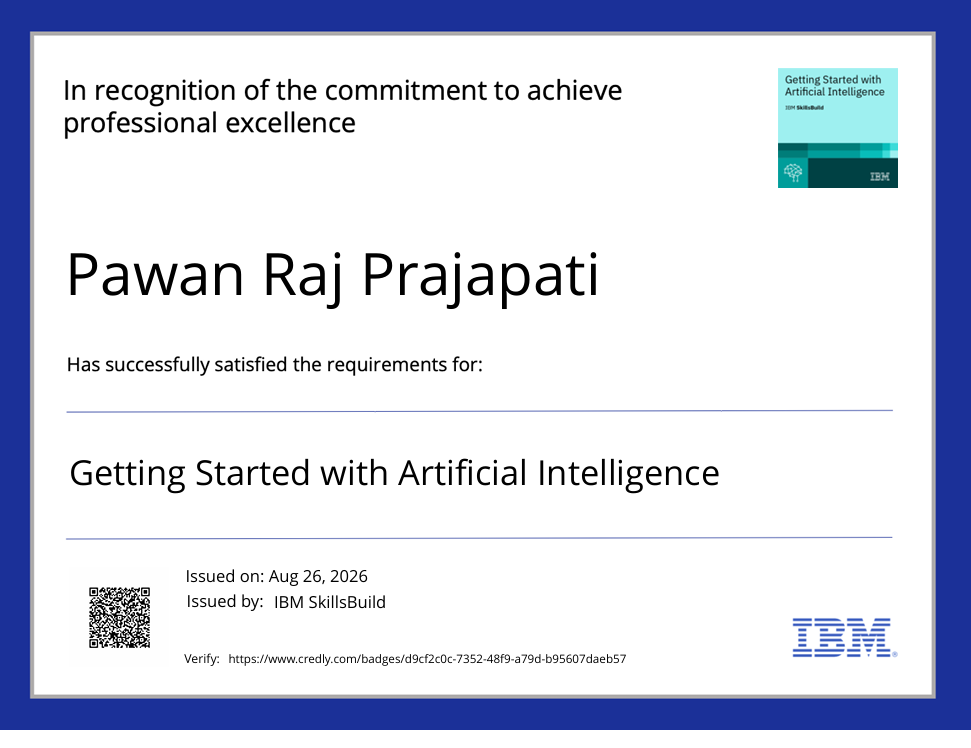 In recognition of the commitment to achieve
professional excellence
Getting Started with
Artificial Intelligence
IBM SkillsBuild
IBM
Pawan Raj Prajapati
Has successfully satisfied the requirements for:
Getting Started with Artificial Intelligence
Issued on: Aug 26, 2026
Issued by: IBM SkillsBuild
IBM®
Verify: https://www.credly.com/badges/d9cf2c0c-7352-48f9-a79d-b95607daeb57